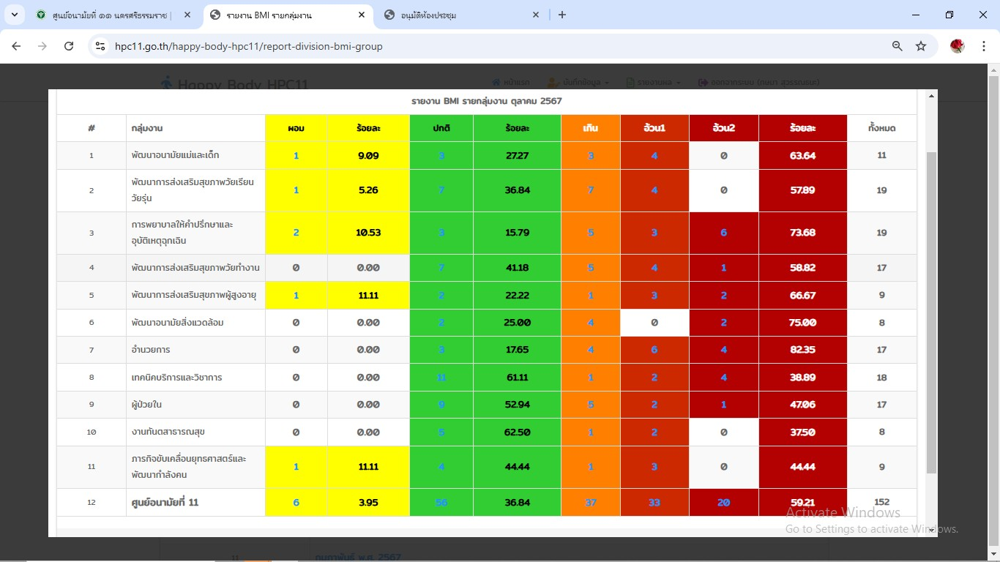 ศูนย์อนามัยที่ ๑๑ นครศรีธรรมราช |
รายงาน BMI รายกลุ่มงาน
อนุมัติห้องประชุม
hpc11.go.th/happy-body-hpc11/report-division-bmi-group
Happy Body HPC11 หน้าแรก บันทึกข้อมูล รายงานผล
รายงาน BMI รายกลุ่มงาน ตุลาคม 2567
# กลุ่มงาน ผอม ร้อยละ ปกติ ร้อยละ เกิน อ้วน1 อ้วน2 ร้อยละ ทั้งหมด
1 พัฒนาอนามัยแม่และเด็ก 1 9.09 3 27.27 3 4 0 63.64 11
พัฒนาการส่งเสริมสุขภาพวัยเรียน
2 วัยรุ่น 1 5.26 7 36.84 7 4 0 57.89 19
การพยาบาลให้คำปรึกษาและ
3 อุบัติเหตุฉุกเฉิน 2 10.53 3 15.79 5 3 6 73.68 19
4 พัฒนาการส่งเสริมสุขภาพวัยทำงาน 0 0.00 7 41.18 5 4 1 58.82 17
5 พัฒนาการส่งเสริมสุขภาพผู้สูงอายุ 1 11.11 2 22.22 1 3 2 66.67 9
6 พัฒนาอนามัยสิ่งแวดล้อม 0 0.00 2 25.00 4 0 2 75.00 8
7 อำนวยการ 0 0.00 3 17.65 4 6 4 82.35 17
8 เทคนิคบริการและวิชาการ 0 0.00 11 61.11 1 2 4 38.89 18
9 ผู้ป่วยใน 0 0.00 9 52.94 5 2 1 47.06 17
10 งานทันตสาธารณสุข 0 0.00 5 62.50 1 2 0 37.50 8
ภารกิจขับเคลื่อนยุทธศาสตร์และ
11 พัฒนากำลังคน 1 11.11 4 44.44 1 3 0 44.44 9
12 ศูนย์อนามัยที่ 11 6 3.95 56 36.84 37 33 20 59.21 152
Activate Windows
Go to Settings to activate Windows.
กุมภาพันธ์ พ.ศ. 2567